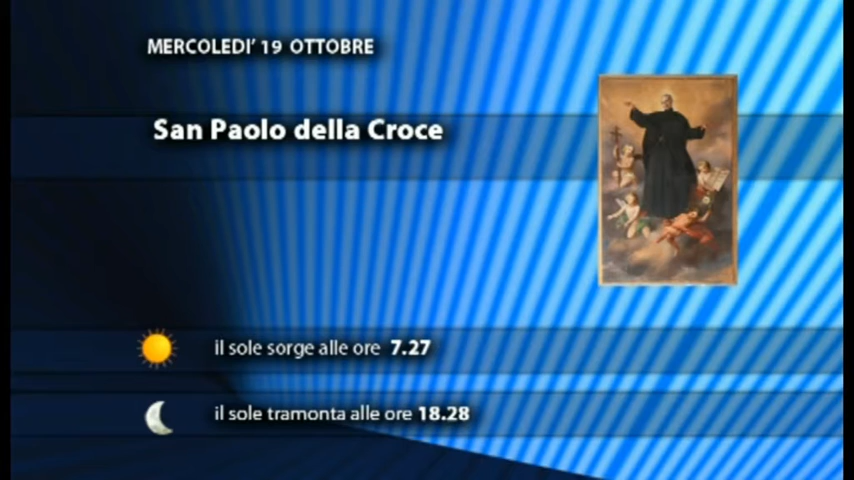 MERCOLEDI' 19 OTTOBRE
San Paolo della Croce
il sole sorge alle ore 7.27
il sole tramonta alle ore 18.28